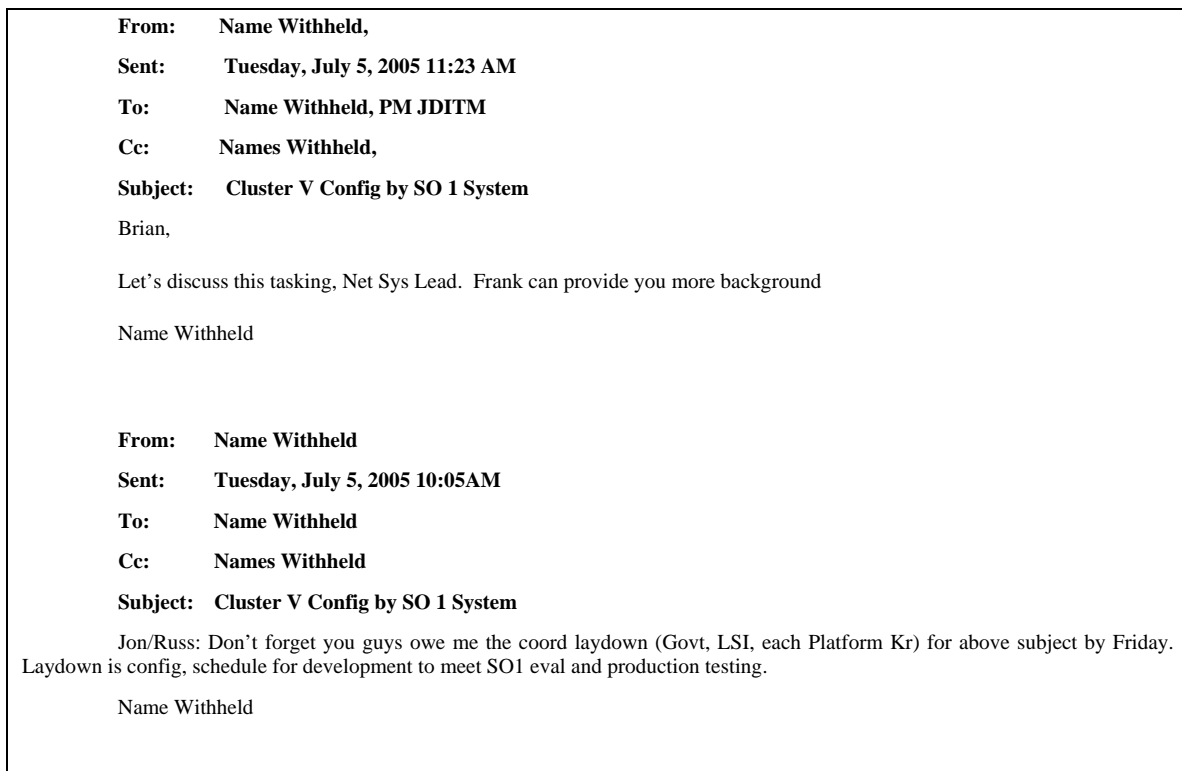 From: Name Withheld,
Sent: Tuesday, July 5, 2005 11:23 AM
To: Name Withheld, PM JDITM
Cc: Names Withheld,
Subject: Cluster V Config by SO 1 System
Brian,
Let’s discuss this tasking, Net Sys Lead. Frank can provide you more background
Name Withheld
From: Name Withheld
Sent: Tuesday, July 5, 2005 10:05AM
To: Name Withheld
Cc: Names Withheld
Subject: Cluster V Config by SO 1 System
Jon/Russ: Don’t forget you guys owe me the coord laydown (Govt, LSI, each Platform Kr) for above subject by Friday.
Laydown is config, schedule for development to meet SO1 eval and production testing.
Name Withheld